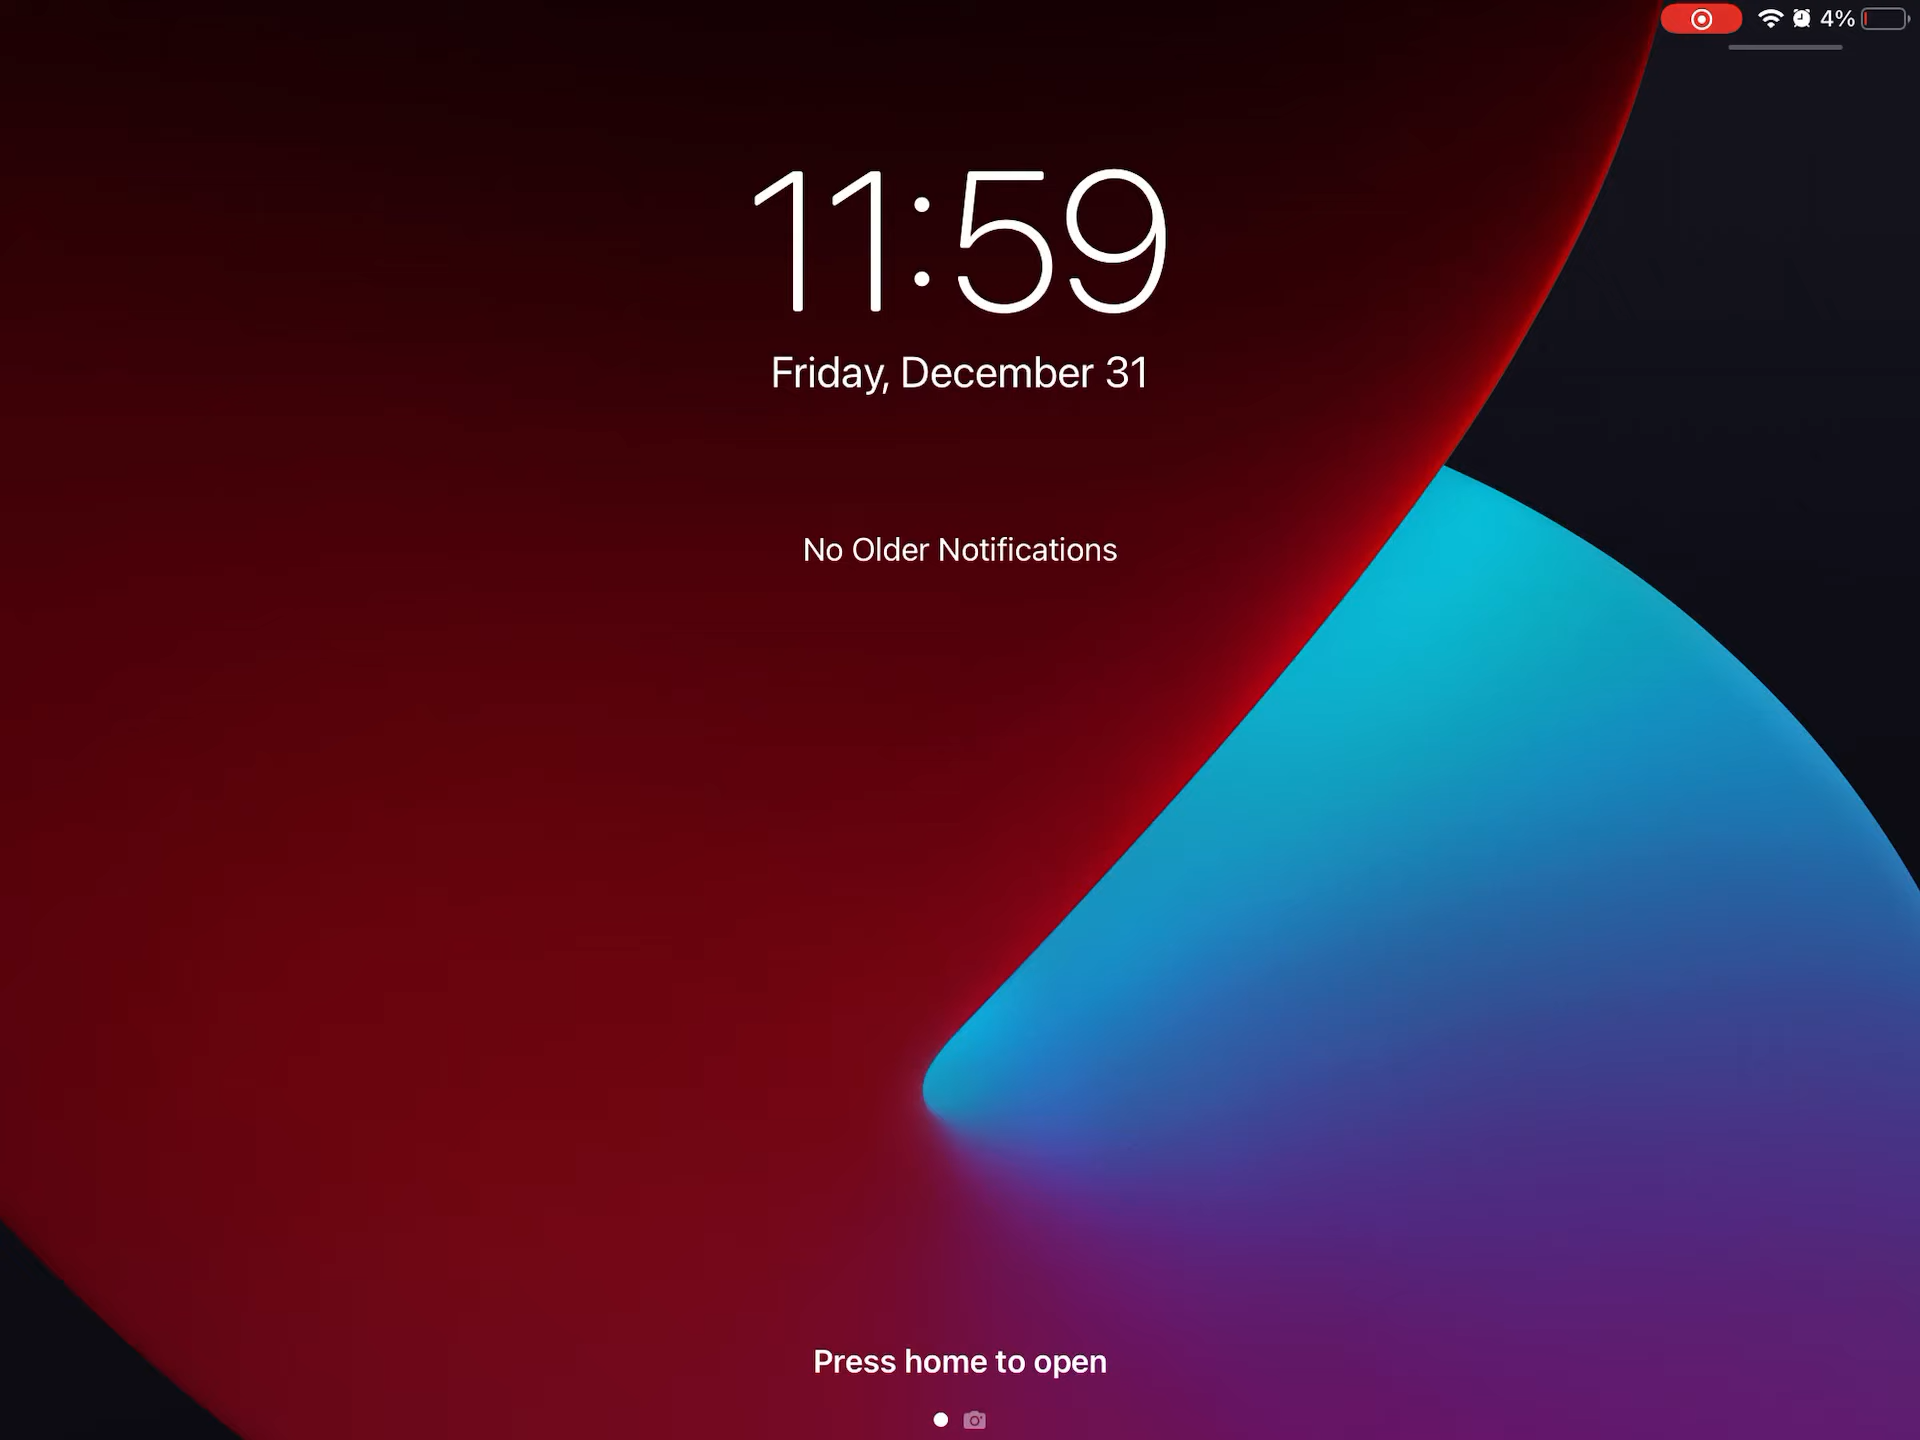 4%
11:59
Friday, December 31
No Older Notifications
Press home to open